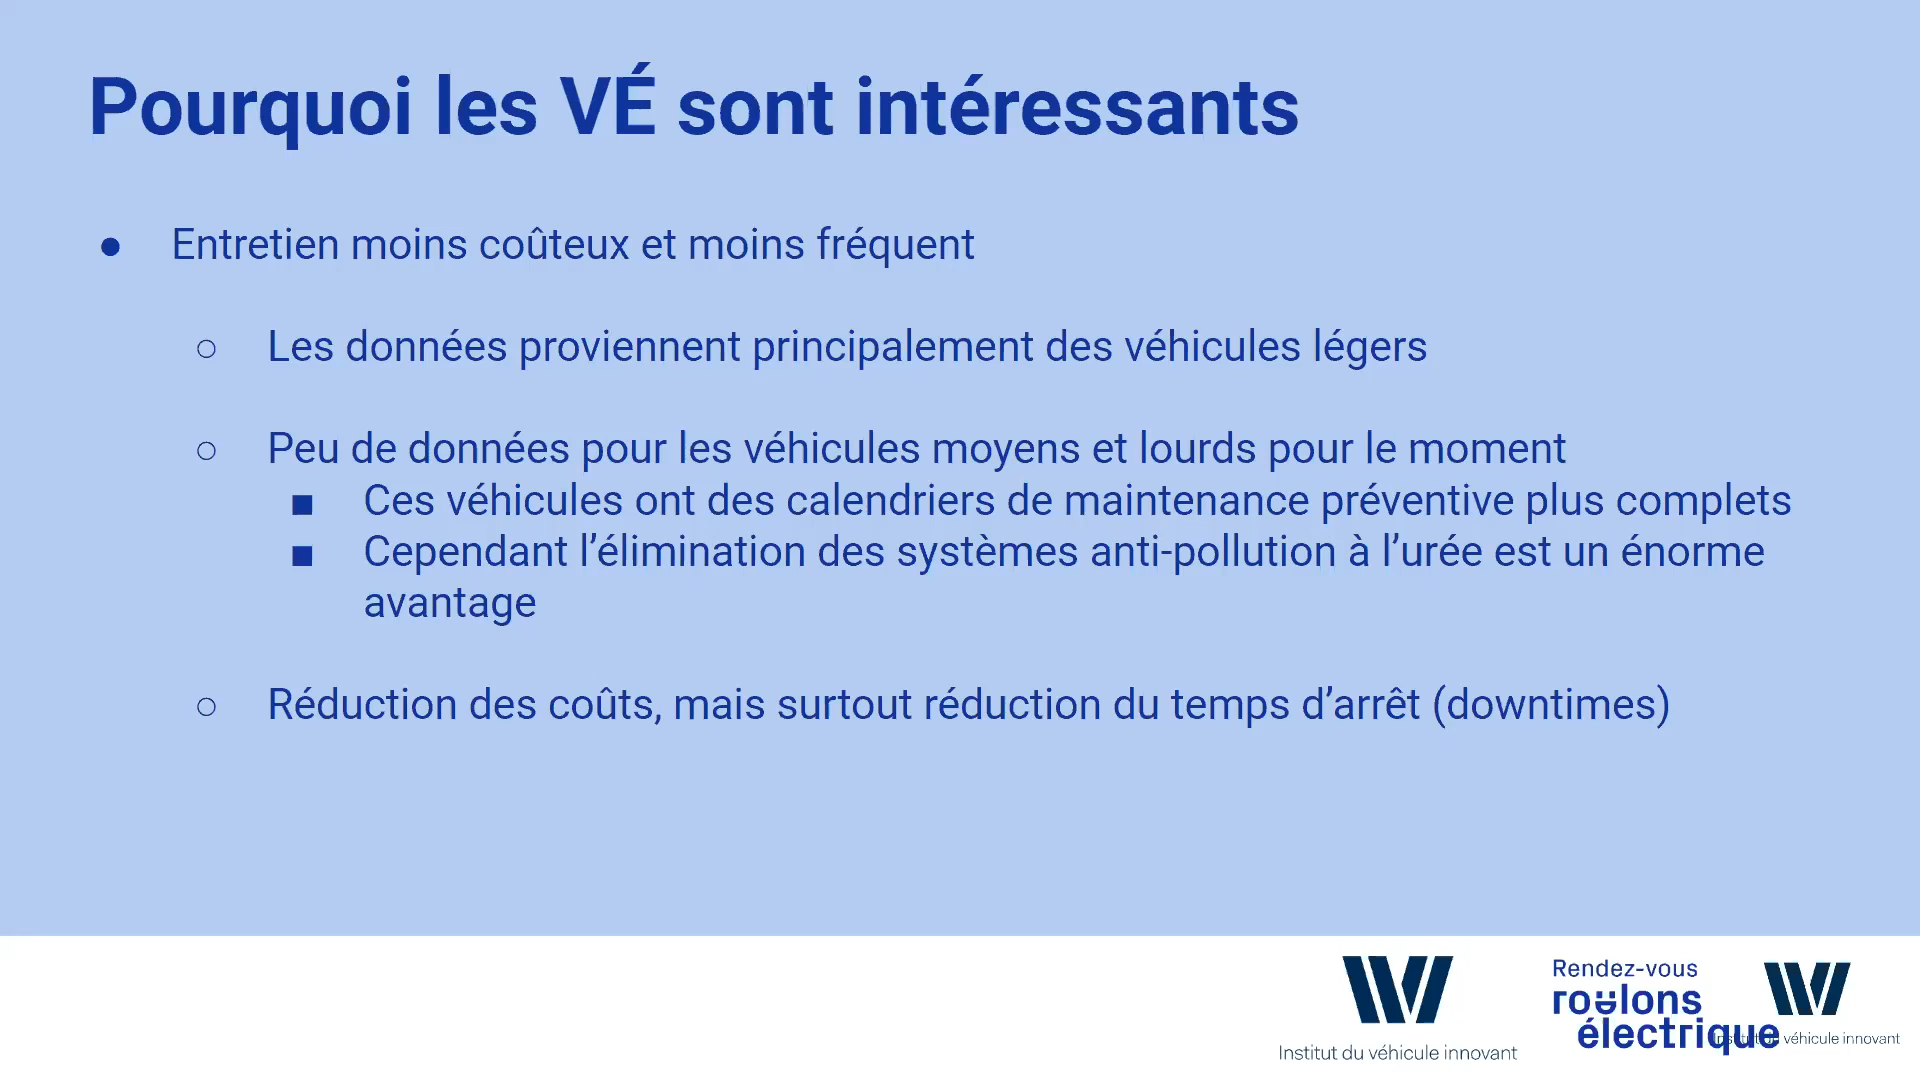 Pourquoi les VÉ sont intéressants
● Entretien moins coûteux et moins fréquent
○ Les données proviennent principalement des véhicules légers
○ Peu de données pour les véhicules moyens et lourds pour le moment
■ Ces véhicules ont des calendriers de maintenance préventive plus complets
■ Cependant l’élimination des systèmes anti-pollution à l’urée est un énorme
avantage
○ Réduction des coûts, mais surtout réduction du temps d’arrêt (downtimes)
Institut du véhicule innovant
Rendez-vous
roulons
électrique
Institut du véhicule innovant